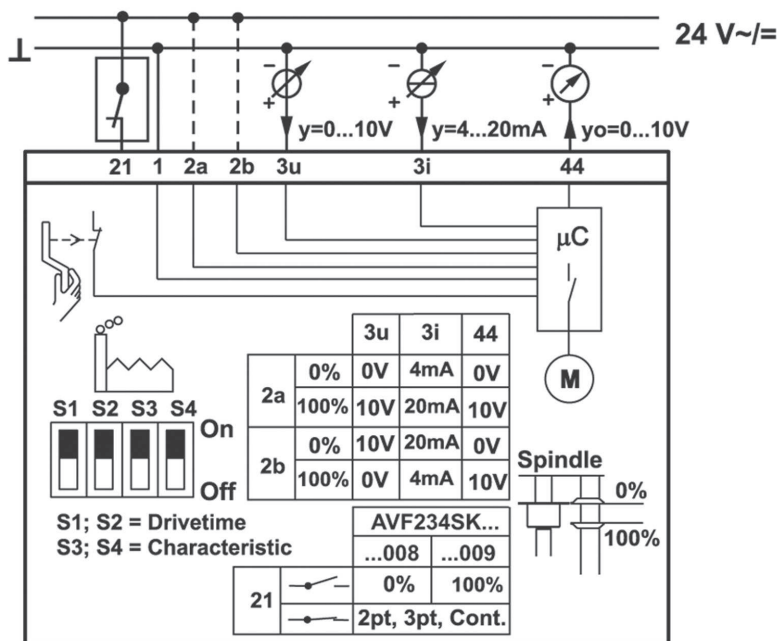 24 V~/=
⊥
− − −
+ + +
y=0...10V y=4...20mA yo=0...10V
21 1 2a 2b 3u 3i 44
µC
M
3u 3i 44
2a 0% 0V 4mA 0V
100% 10V 20mA 10V
2b 0% 10V 20mA 0V
100% 0V 4mA 10V
S1 S2 S3 S4
On
Off
S1; S2 = Drivetime
S3; S4 = Characteristic
Spindle
0%
100%
AVF234SK...
...008 ...009
21 0% 100%
2pt, 3pt, Cont.